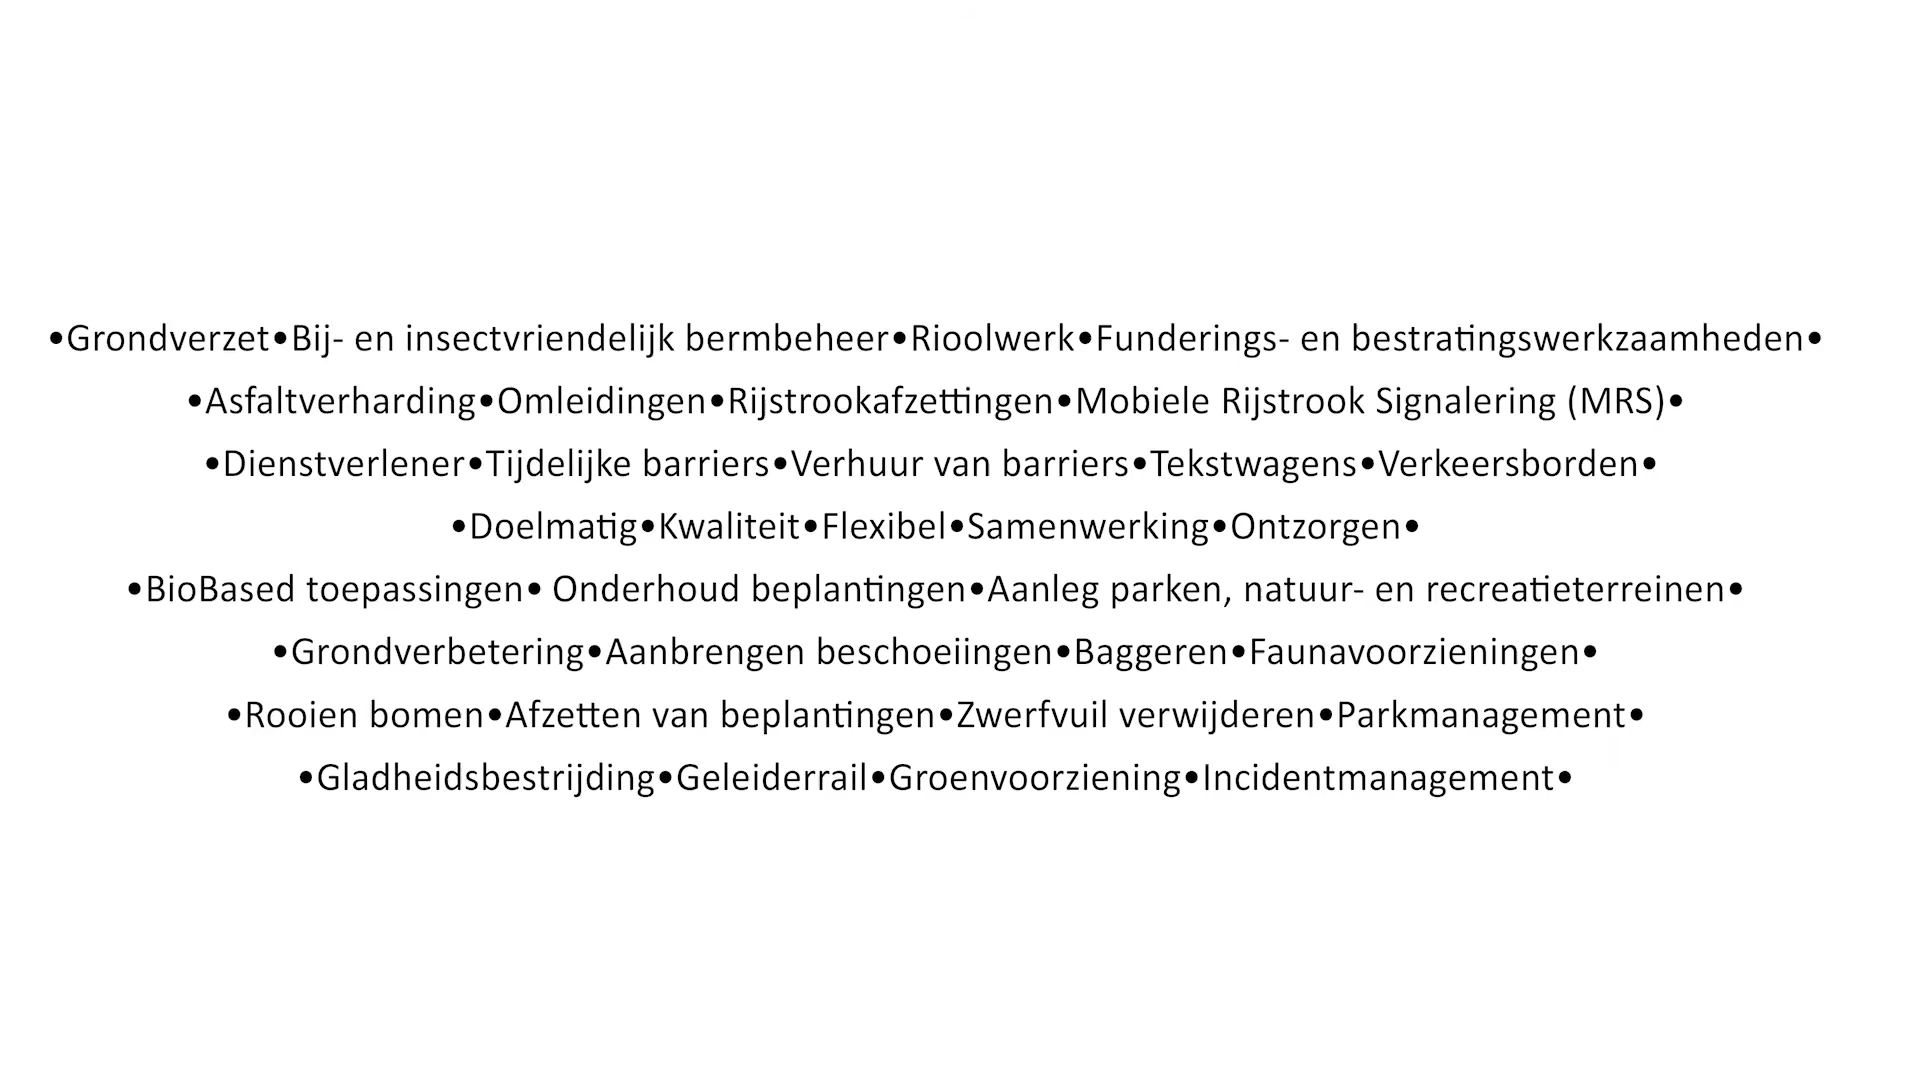 •Grondverzet•Bij- en insectvriendelijk bermbeheer•Rioolwerk•Funderings- en bestratingswerkzaamheden•
•Asfaltverharding•Omleidingen•Rijstrookafzettingen•Mobiele Rijstrook Signalering (MRS)•
•Dienstverlener•Tijdelijke barriers•Verhuur van barriers•Tekstwagens•Verkeersborden•
•Doelmatig•Kwaliteit•Flexibel•Samenwerking•Ontzorgen•
•BioBased toepassingen• Onderhoud beplantingen•Aanleg parken, natuur- en recreatieterreinen•
•Grondverbetering•Aanbrengen beschoeiingen•Baggeren•Faunavoorzieningen•
•Rooien bomen•Afzetten van beplantingen•Zwerfvuil verwijderen•Parkmanagement•
•Gladheidsbestrijding•Geleiderrail•Groenvoorziening•Incidentmanagement•